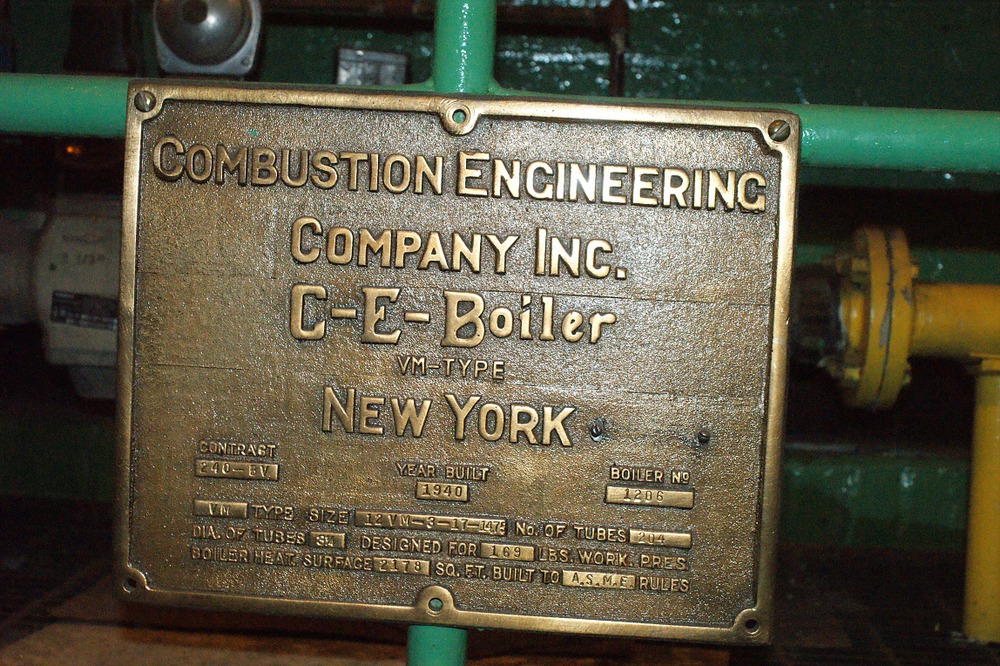 COMBUSTION ENGINEERING
COMPANY INC.
C-E-Boiler
VM-TYPE
NEW YORK
CONTRACT
240-BV
YEAR BUILT
1940
BOILER NO
1206
VM TYPE SIZE 12VM-3-17-147½ NO. OF TUBES 204
DIA. OF TUBES DESIGNED FOR 169 LBS. WORK. PRES.
BOILER HEAT. SURFACE 2178 SQ. FT. BUILT TO A.S.M.E. RULES